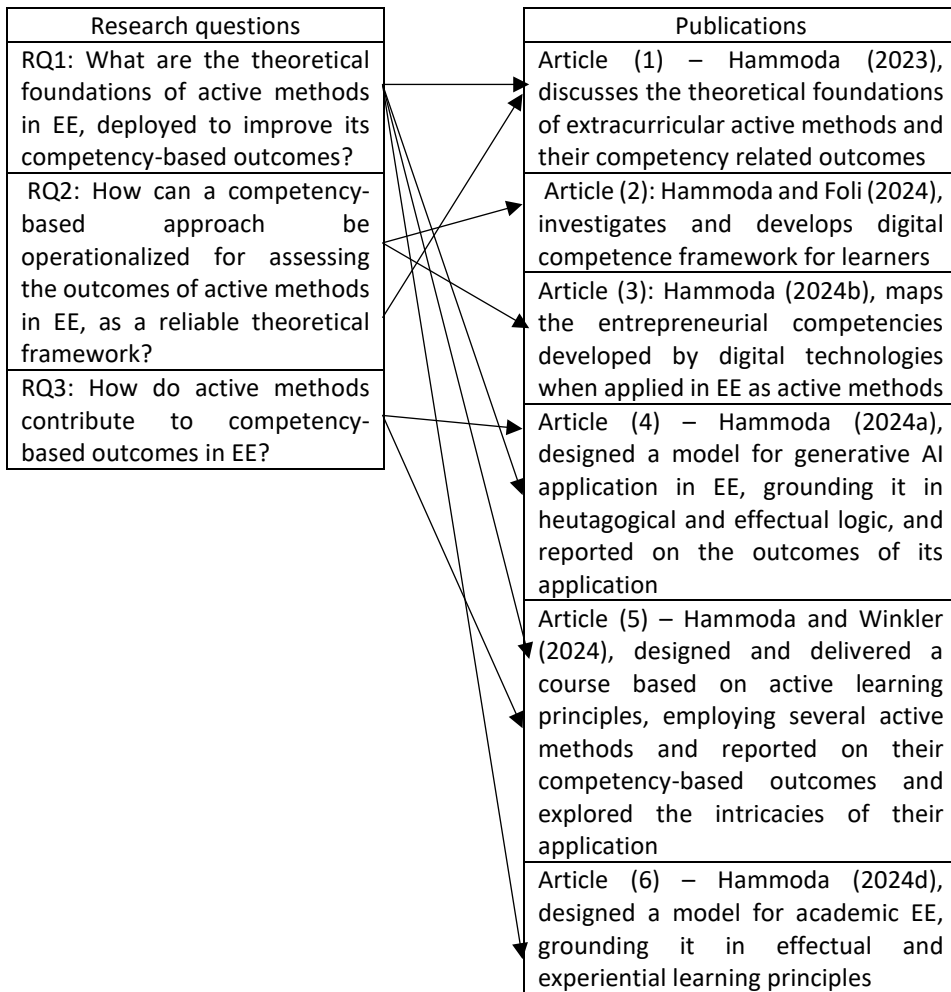 Research questions
RQ1: What are the theoretical
foundations of active methods
in EE, deployed to improve its
competency-based outcomes?
RQ2: How can a competency-
based approach be
operationalized for assessing
the outcomes of active methods
in EE, as a reliable theoretical
framework?
RQ3: How do active methods
contribute to competency-
based outcomes in EE?
Publications
Article (1) – Hammoda (2023),
discusses the theoretical foundations
of extracurricular active methods and
their competency related outcomes
Article (2): Hammoda and Foli (2024),
investigates and develops digital
competence framework for learners
Article (3): Hammoda (2024b), maps
the entrepreneurial competencies
developed by digital technologies
when applied in EE as active methods
Article (4) – Hammoda (2024a),
designed a model for generative AI
application in EE, grounding it in
heutagogical and effectual logic, and
reported on the outcomes of its
application
Article (5) – Hammoda and Winkler
(2024), designed and delivered a
course based on active learning
principles, employing several active
methods and reported on their
competency-based outcomes and
explored the intricacies of their
application
Article (6) – Hammoda (2024d),
designed a model for academic EE,
grounding it in effectual and
experiential learning principles